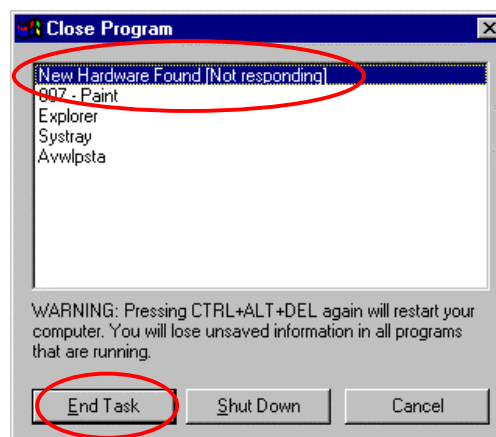 Close Program
New Hardware Found [Not responding]
007 - Paint
Explorer
Systray
Avwlpsta
WARNING: Pressing CTRL+ALT+DEL again will restart your
computer. You will lose unsaved information in all programs
that are running.
End Task Shut Down Cancel